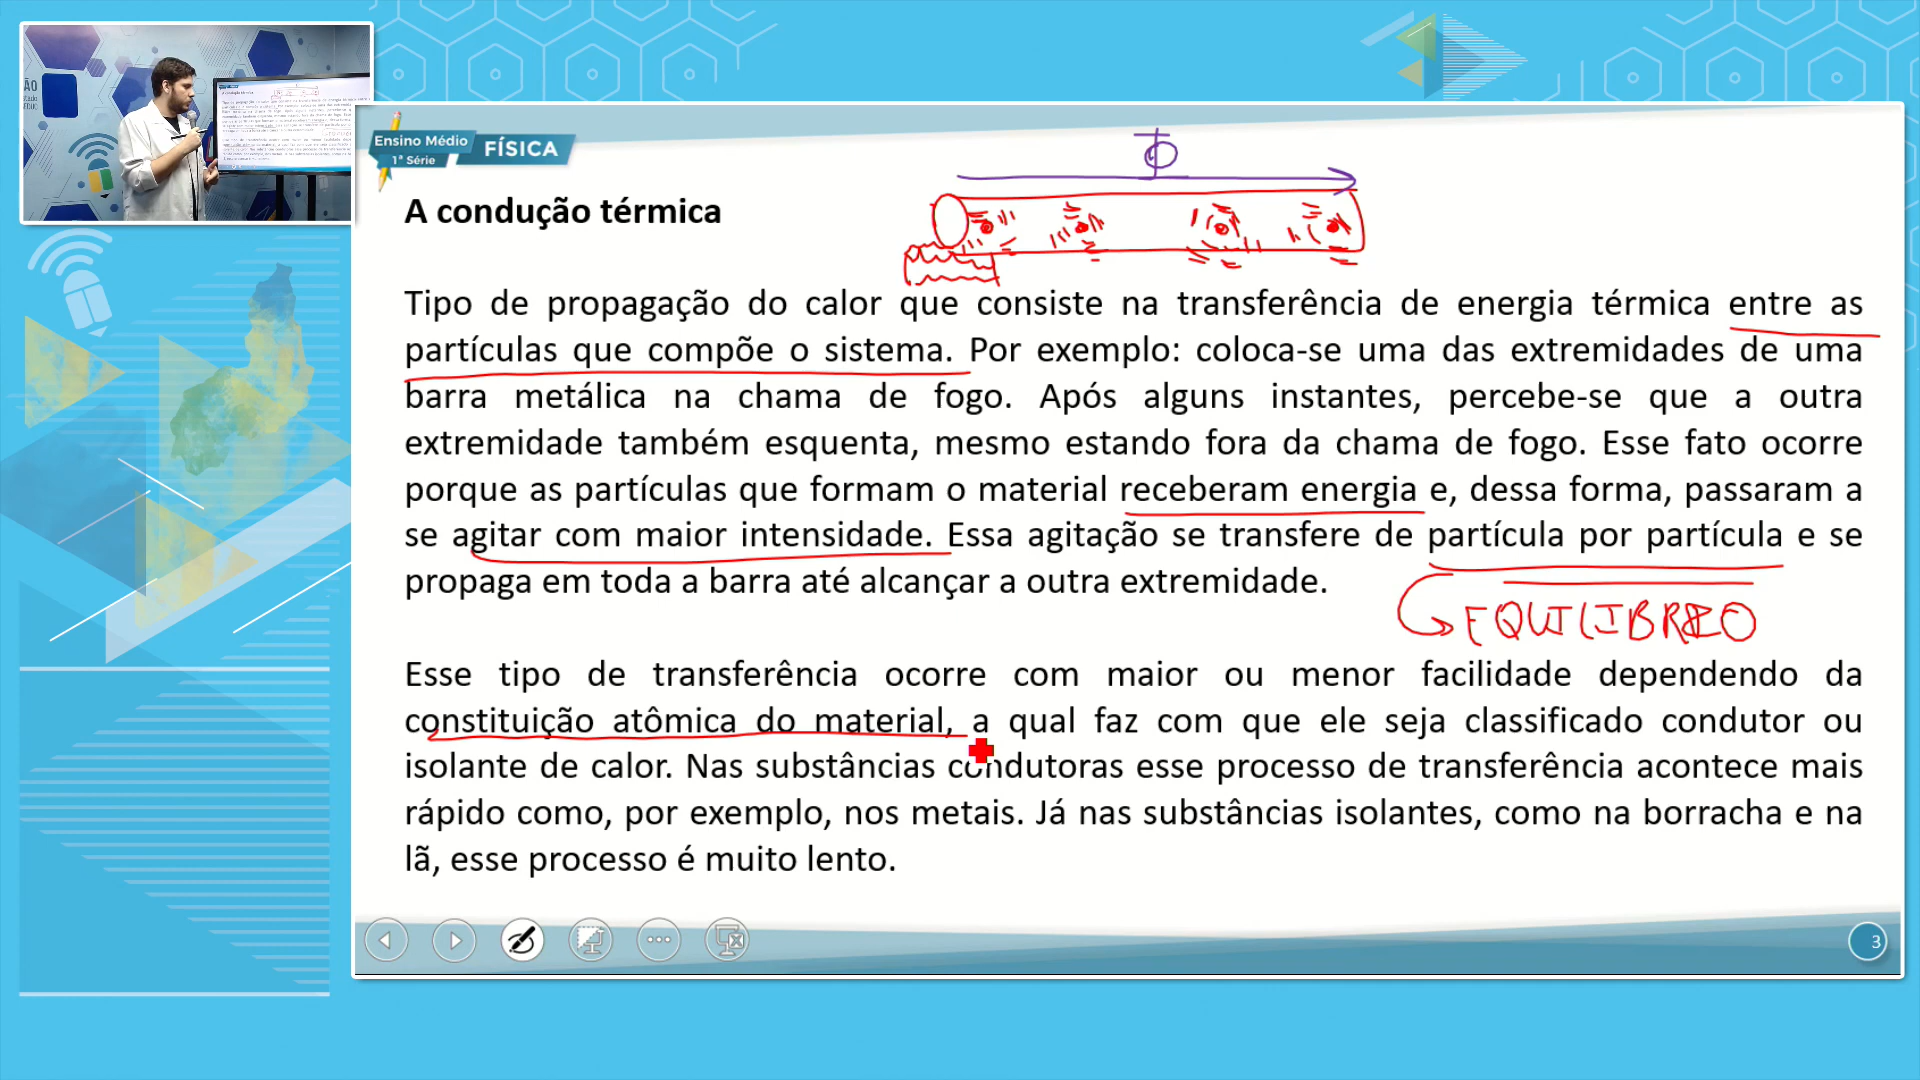 Ensino Médio
1ª Série
FÍSICA
Φ
A condução térmica
Tipo de propagação do calor que consiste na transferência de energia térmica entre as
partículas que compõe o sistema. Por exemplo: coloca-se uma das extremidades de uma
barra metálica na chama de fogo. Após alguns instantes, percebe-se que a outra
extremidade também esquenta, mesmo estando fora da chama de fogo. Esse fato ocorre
porque as partículas que formam o material receberam energia e, dessa forma, passaram a
se agitar com maior intensidade. Essa agitação se transfere de partícula por partícula e se
propaga em toda a barra até alcançar a outra extremidade.
EQUILIBRIO
Esse tipo de transferência ocorre com maior ou menor facilidade dependendo da
constituição atômica do material, a qual faz com que ele seja classificado condutor ou
isolante de calor. Nas substâncias condutoras esse processo de transferência acontece mais
rápido como, por exemplo, nos metais. Já nas substâncias isolantes, como na borracha e na
lã, esse processo é muito lento.
3